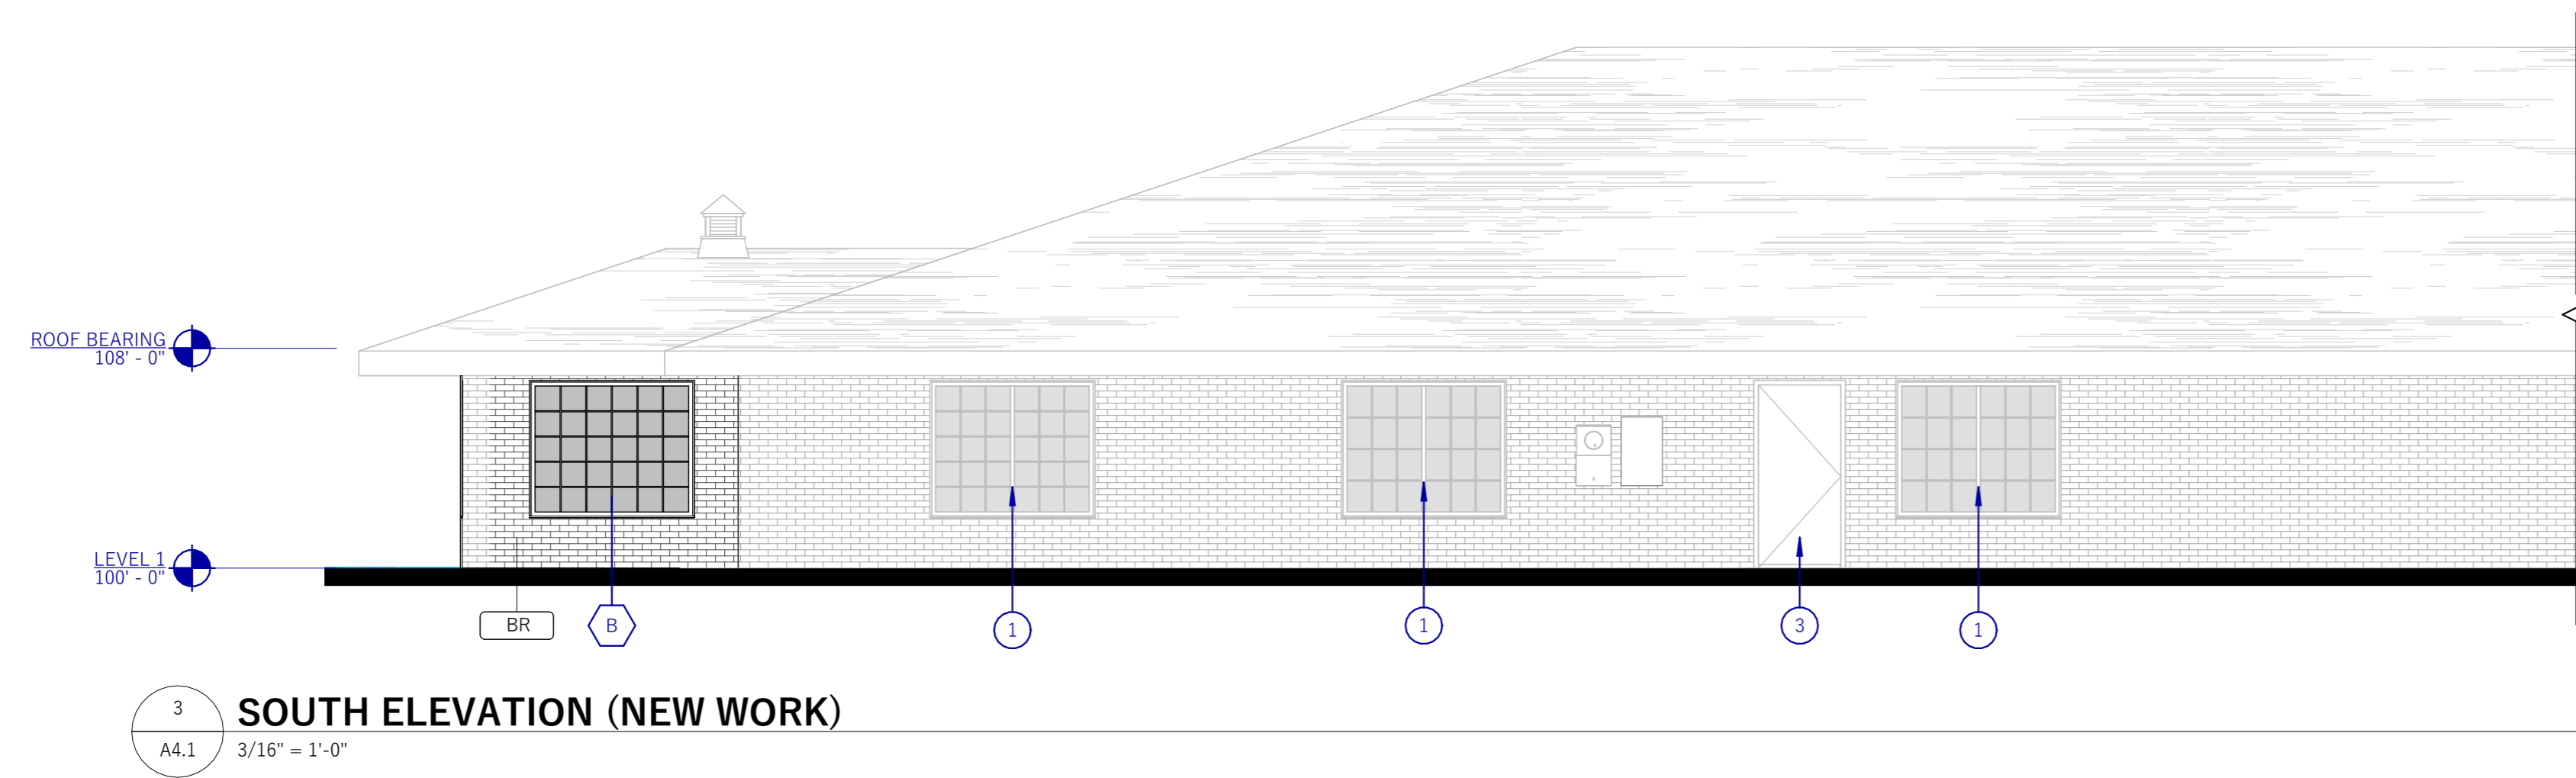 ROOF BEARING
108' - 0"
LEVEL 1
100' - 0"
BR
B
1
1
3
1
3
SOUTH ELEVATION (NEW WORK)
A4.1
3/16" = 1'-0"